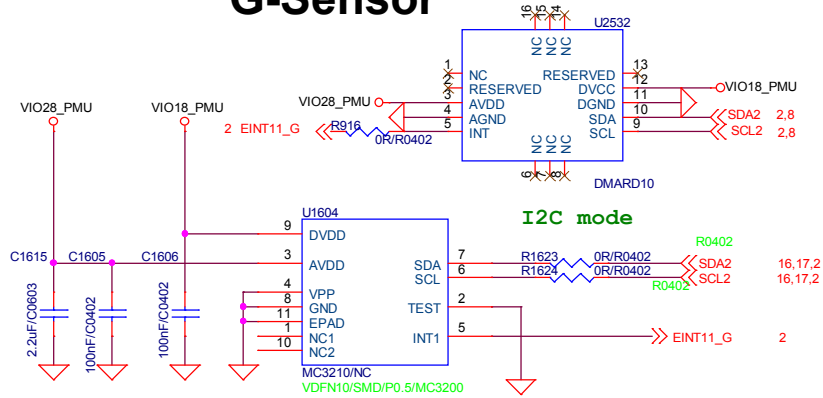 G-Sensor
U2532
16 15 14
NC NC NC
1 NC RESERVED 13
2 RESERVED DVCC 12 VIO18_PMU
VIO28_PMU 3 AVDD DGND 11
4 AGND SDA 10 SDA2 2,8
2 EINT11_G R916 0R/R0402 5 INT SCL 9 SCL2 2,8
NC NC NC
6 7 8
DMARD10
VIO28_PMU VIO18_PMU
I2C mode
U1604
9 DVDD
C1615 C1605 C1606 3 AVDD
R0402
SDA 7 R1623 0R/R0402 SDA2 16,17,2
SCL 6 R1624 0R/R0402 SCL2 16,17,2
R0402
4 VPP
8 GND
11 EPAD
1 NC1
10 NC2
TEST 2
INT1 5 EINT11_G 2
2.2uF/C0603
100nF/C0402
100nF/C0402
MC3210/NC
VDFN10/SMD/P0.5/MC3200